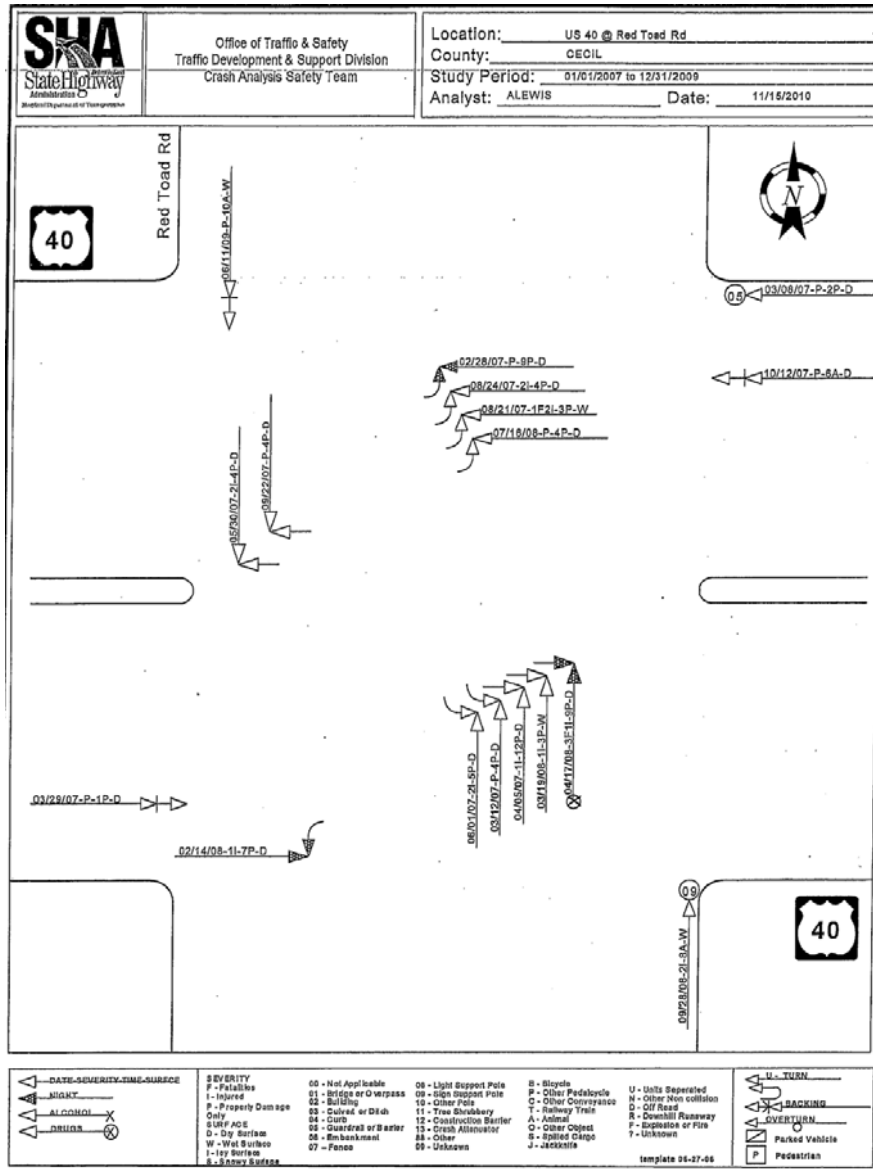 SHA
State Highway
Administration
Maryland Department of Transportation
Office of Traffic & Safety
Traffic Development & Support Division
Crash Analysis Safety Team
Location: US 40 @ Red Toad Rd
County: CECIL
Study Period: 01/01/2007 to 12/31/2009
Analyst: ALEWIS Date: 11/15/2010
Red Toad Rd
40
N
06/11/09-P-10A-W
05 03/08/07-P-2P-D
10/12/07-P-6A-D
02/28/07-P-9P-D
08/24/07-2I-4P-D
08/21/07-1F2I-3P-W
07/16/08-P-4P-D
05/30/07-2I-4P-D
09/22/07-P-4P-D
06/01/07-2I-5P-D
03/12/07-P-4P-D
04/05/07-1I-12P-D
03/19/08-1I-3P-W
04/17/08-3F1I-9P-D
03/29/07-P-1P-D
02/14/08-1I-7P-D
09
09/28/08-2I-8A-W
40
DATE-SEVERITY-TIME-SURFCE
NIGHT
ALCOHOL
DRUGS
SEVERITY
F - Fatalities
I - Injured
P - Property Damage
Only
SURFACE
D - Dry Surface
W - Wet Surface
I - Icy Surface
S - Snowy Surface
00 - Not Applicable
01 - Bridge or Overpass
02 - Building
03 - Culvert or Ditch
04 - Curb
05 - Guardrail or Barrier
06 - Embankment
07 - Fence
08 - Light Support Pole
09 - Sign Support Pole
10 - Other Pole
11 - Tree Shrubbery
12 - Construction Barrier
13 - Crash Attenuator
88 - Other
99 - Unknown
B - Bicycle
P - Other Pedalcycle
C - Other Conveyance
T - Railway Train
A - Animal
O - Other Object
S - Spilled Cargo
J - Jackknife
U - Units Seperated
N - Other Non collision
D - Off Road
R - Downhill Runaway
F - Explosion or Fire
? - Unknown
template 06-27-06
U - TURN
BACKING
OVERTURN
Parked Vehicle
P Pedestrian